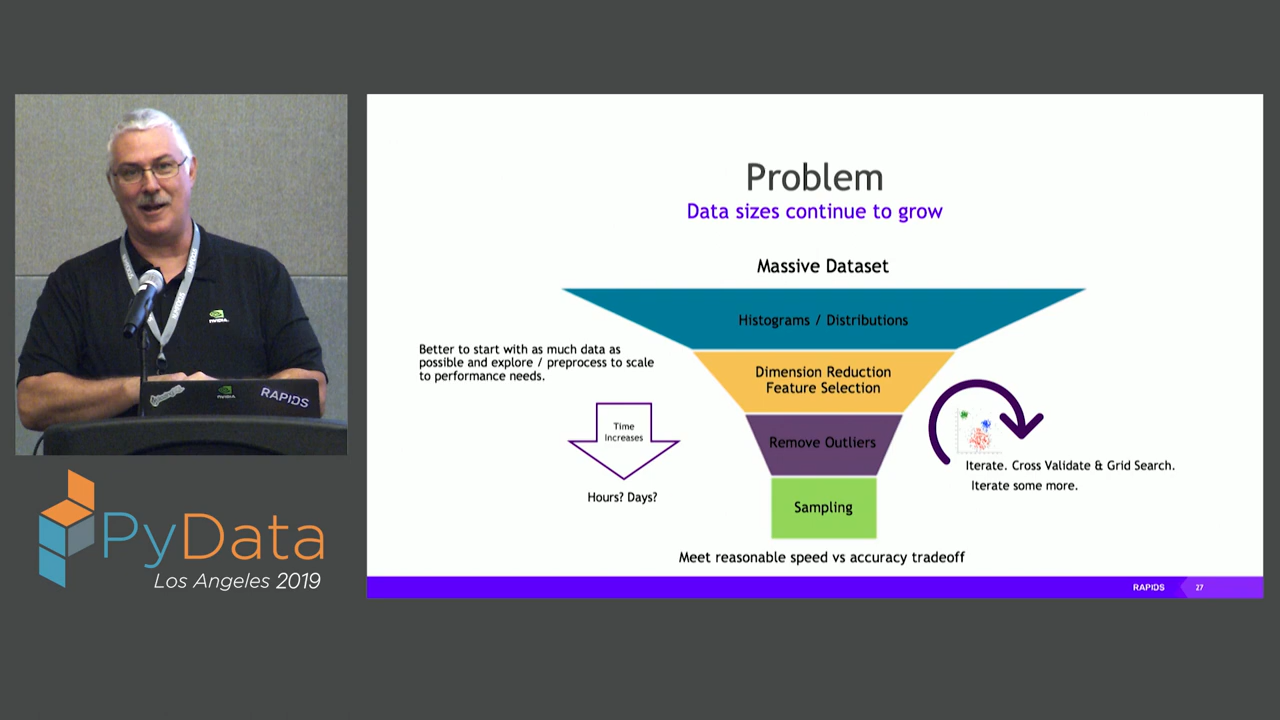 Problem
Data sizes continue to grow
Massive Dataset
Histograms / Distributions
Better to start with as much data as
possible and explore / preprocess to scale
to performance needs.
Dimension Reduction
Feature Selection
Time
Increases
Remove Outliers
Iterate. Cross Validate & Grid Search.
Iterate some more.
Hours? Days?
Sampling
Meet reasonable speed vs accuracy tradeoff
RAPIDS
27
NVIDIA.
NVIDIA
RAPIDS
PyData
Los Angeles 2019